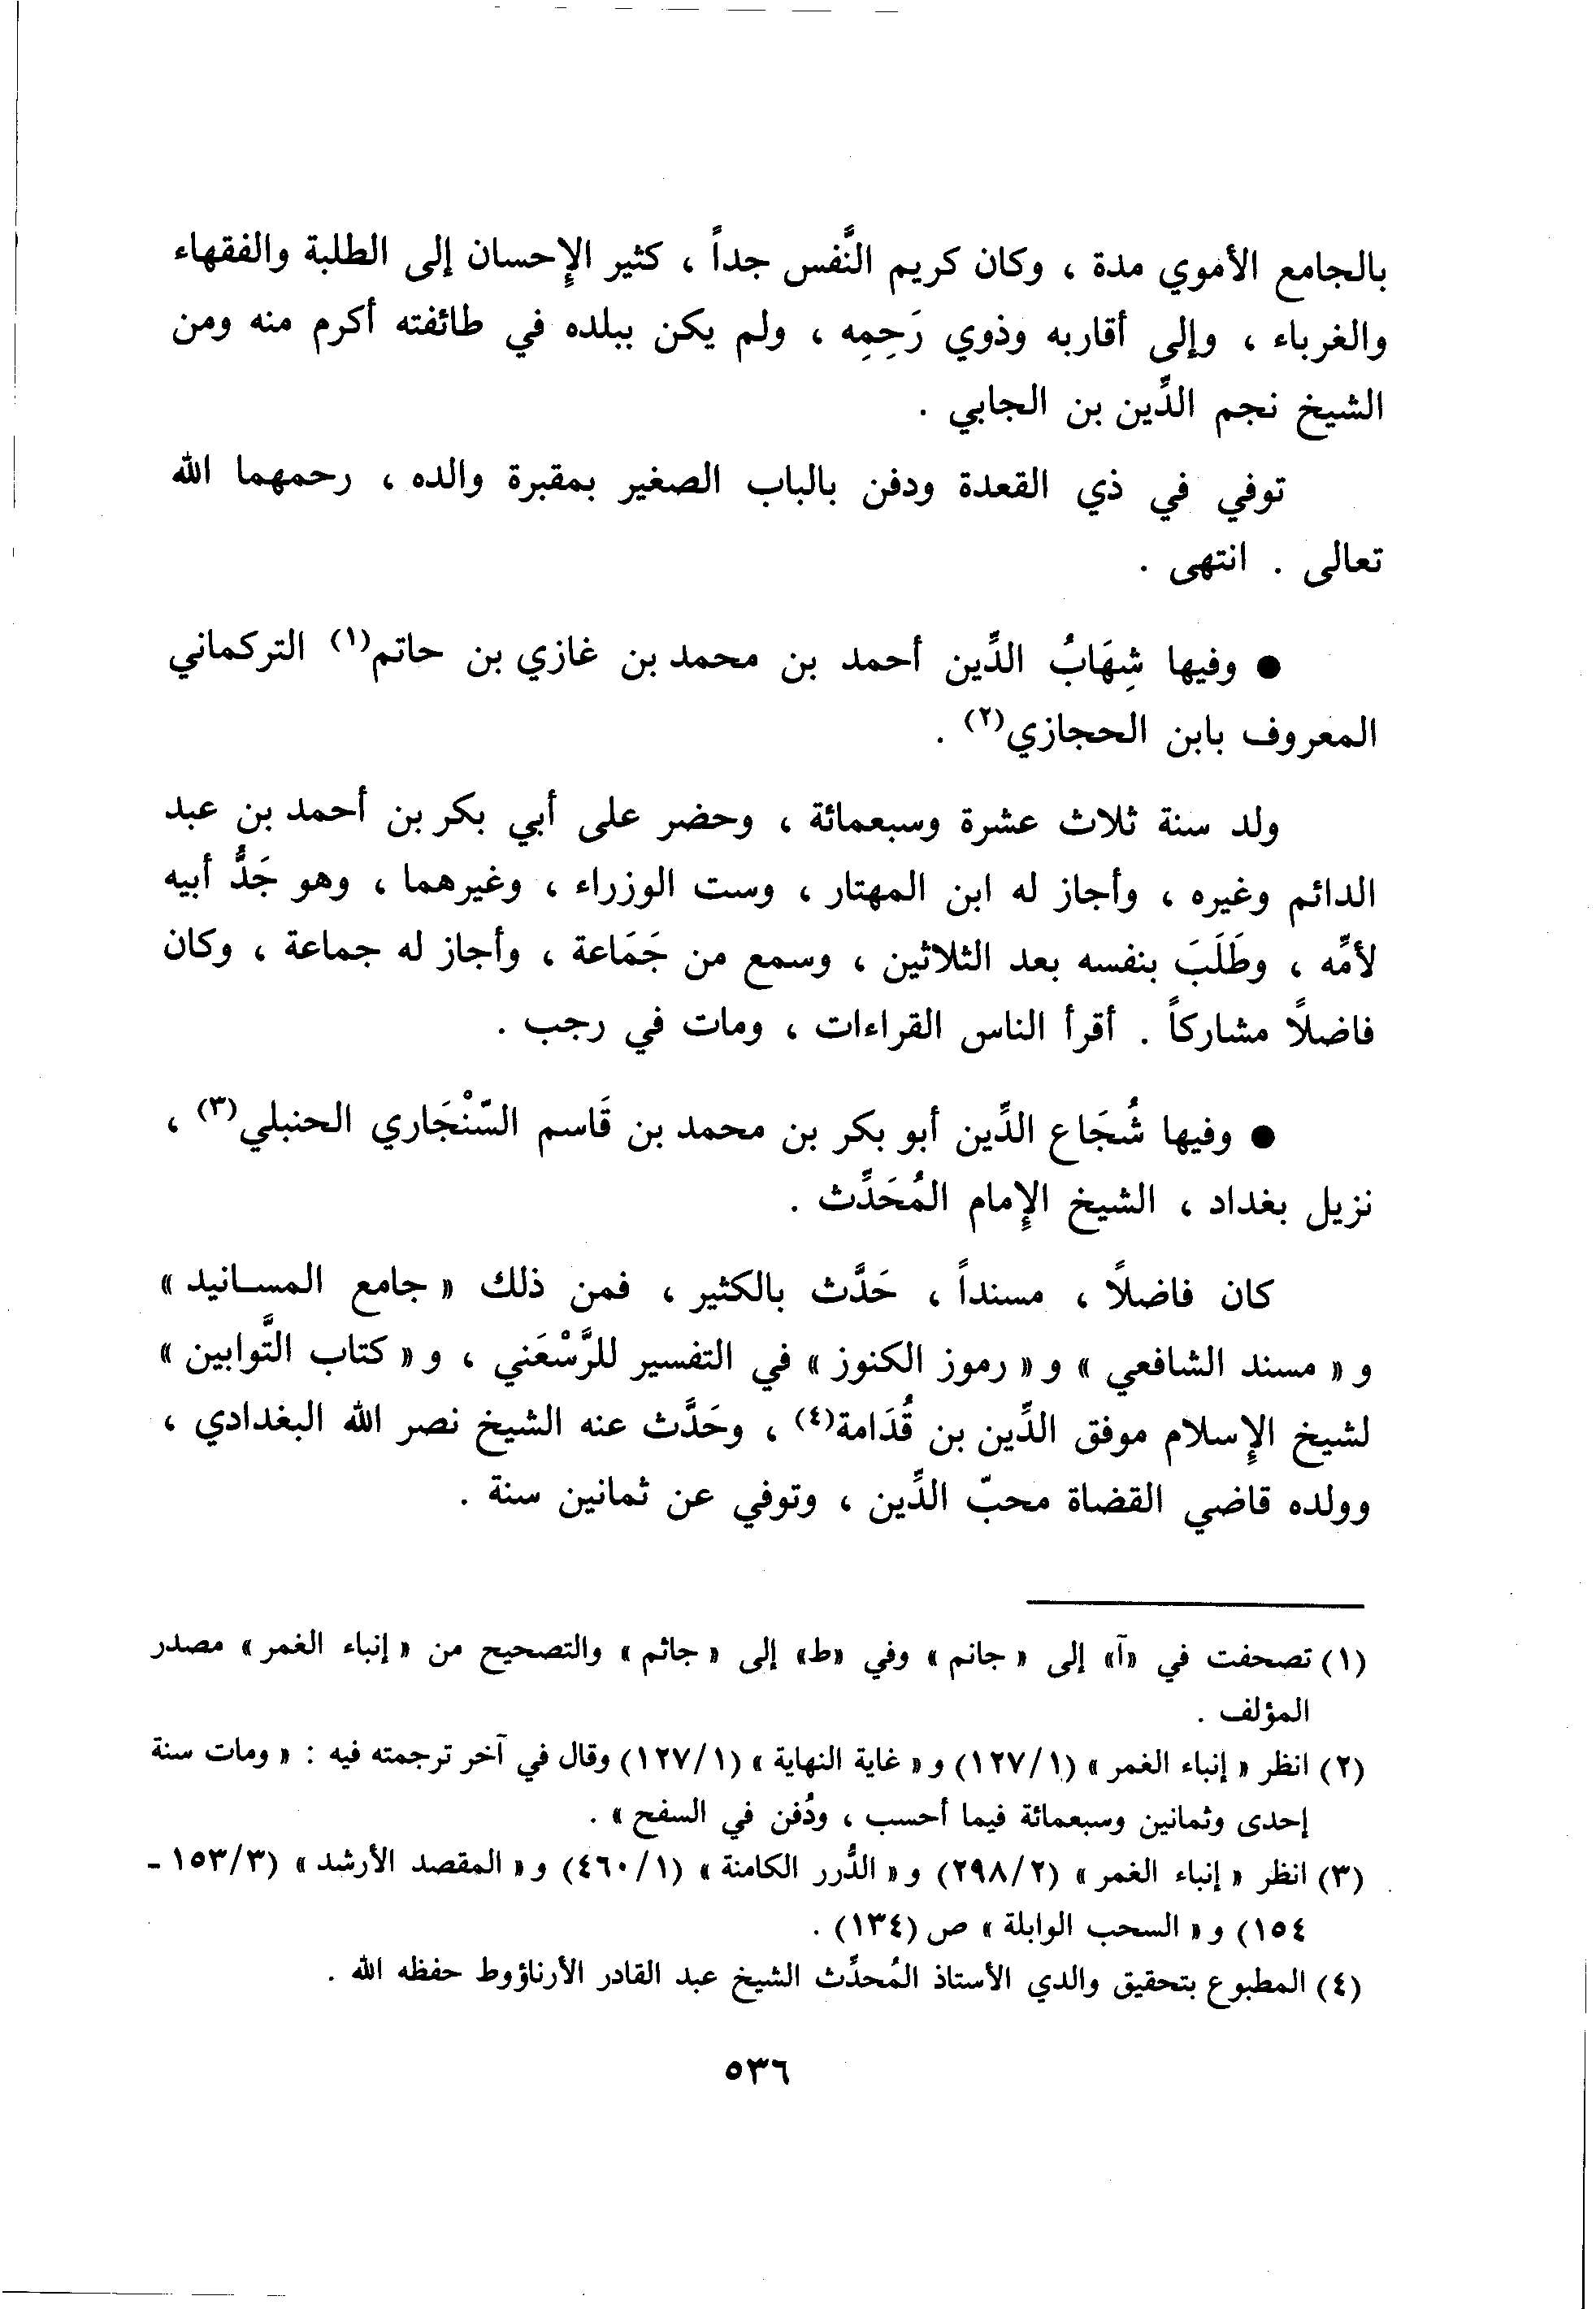 بالجامع الأموي مدة ، وكان كريم النَّفس جداً ، كثير الإِحسان إلى الطلبة والفقهاء
والغرباء ، وإلى أقاربه وذوي رَحِمِه ، ولم يكن ببلده في طائفته أكرم منه ومن
الشيخ نجم الدِّين بن الجابي .
توفي في ذي القعدة ودفن بالباب الصغير بمقبرة والده ، رحمهما الله
تعالى . انتهى .
● وفيها شِهَابُ الدِّين أحمد بن محمد بن غازي بن حاتم(١) التركماني
المعروف بابن الحجازي(٢) .
ولد سنة ثلاث عشرة وسبعمائة ، وحضر على أبي بكر بن أحمد بن عبد
الدائم وغيره ، وأجاز له ابن المهتار ، وست الوزراء ، وغيرهما ، وهو جَدُّ أبيه
لأمِّه ، وطَلَبَ بنفسه بعد الثلاثين ، وسمع من جَمَاعة ، وأجاز له جماعة ، وكان
فاضلًا مشاركاً . أقرأ الناس القراءات ، ومات في رجب .
● وفيها شُجَاع الدِّين أبو بكر بن محمد بن قَاسم السّنْجَاري الحنبلي(٣) ،
نزيل بغداد ، الشيخ الإِمام المُحَدِّث .
كان فاضلًا ، مسنداً ، حَدَّث بالكثير ، فمن ذلك « جامع المسانيد »
و « مسند الشافعي » و « رموز الكنوز » في التفسير للرَّسْعَني ، و « كتاب التَّوابين »
لشيخ الإِسلام موفق الدِّين بن قُدَامة(٤) ، وحَدَّث عنه الشيخ نصر الله البغدادي ،
وولده قاضي القضاة محبّ الدِّين ، وتوفي عن ثمانين سنة .
(١) تصحفت في «آ» إلى « جانم » وفي «ط» إلى « جاثم » والتصحيح من « إنباء الغمر » مصدر
المؤلف .
(٢) انظر « إنباء الغمر » (١/١٢٧) و « غاية النهاية » (١/١٢٧) وقال في آخر ترجمته فيه : « ومات سنة
إحدى وثمانين وسبعمائة فيما أحسب ، ودُفن في السفح » .
(٣) انظر « إنباء الغمر » (٢/٢٩٨) و « الدُّرر الكامنة » (١/٤٦٠) و « المقصد الأرشد » (٣/١٥٣ -
١٥٤) و « السحب الوابلة » ص (١٣٤) .
(٤) المطبوع بتحقيق والدي الأستاذ المُحدِّث الشيخ عبد القادر الأرناؤوط حفظه الله .
٥٣٦